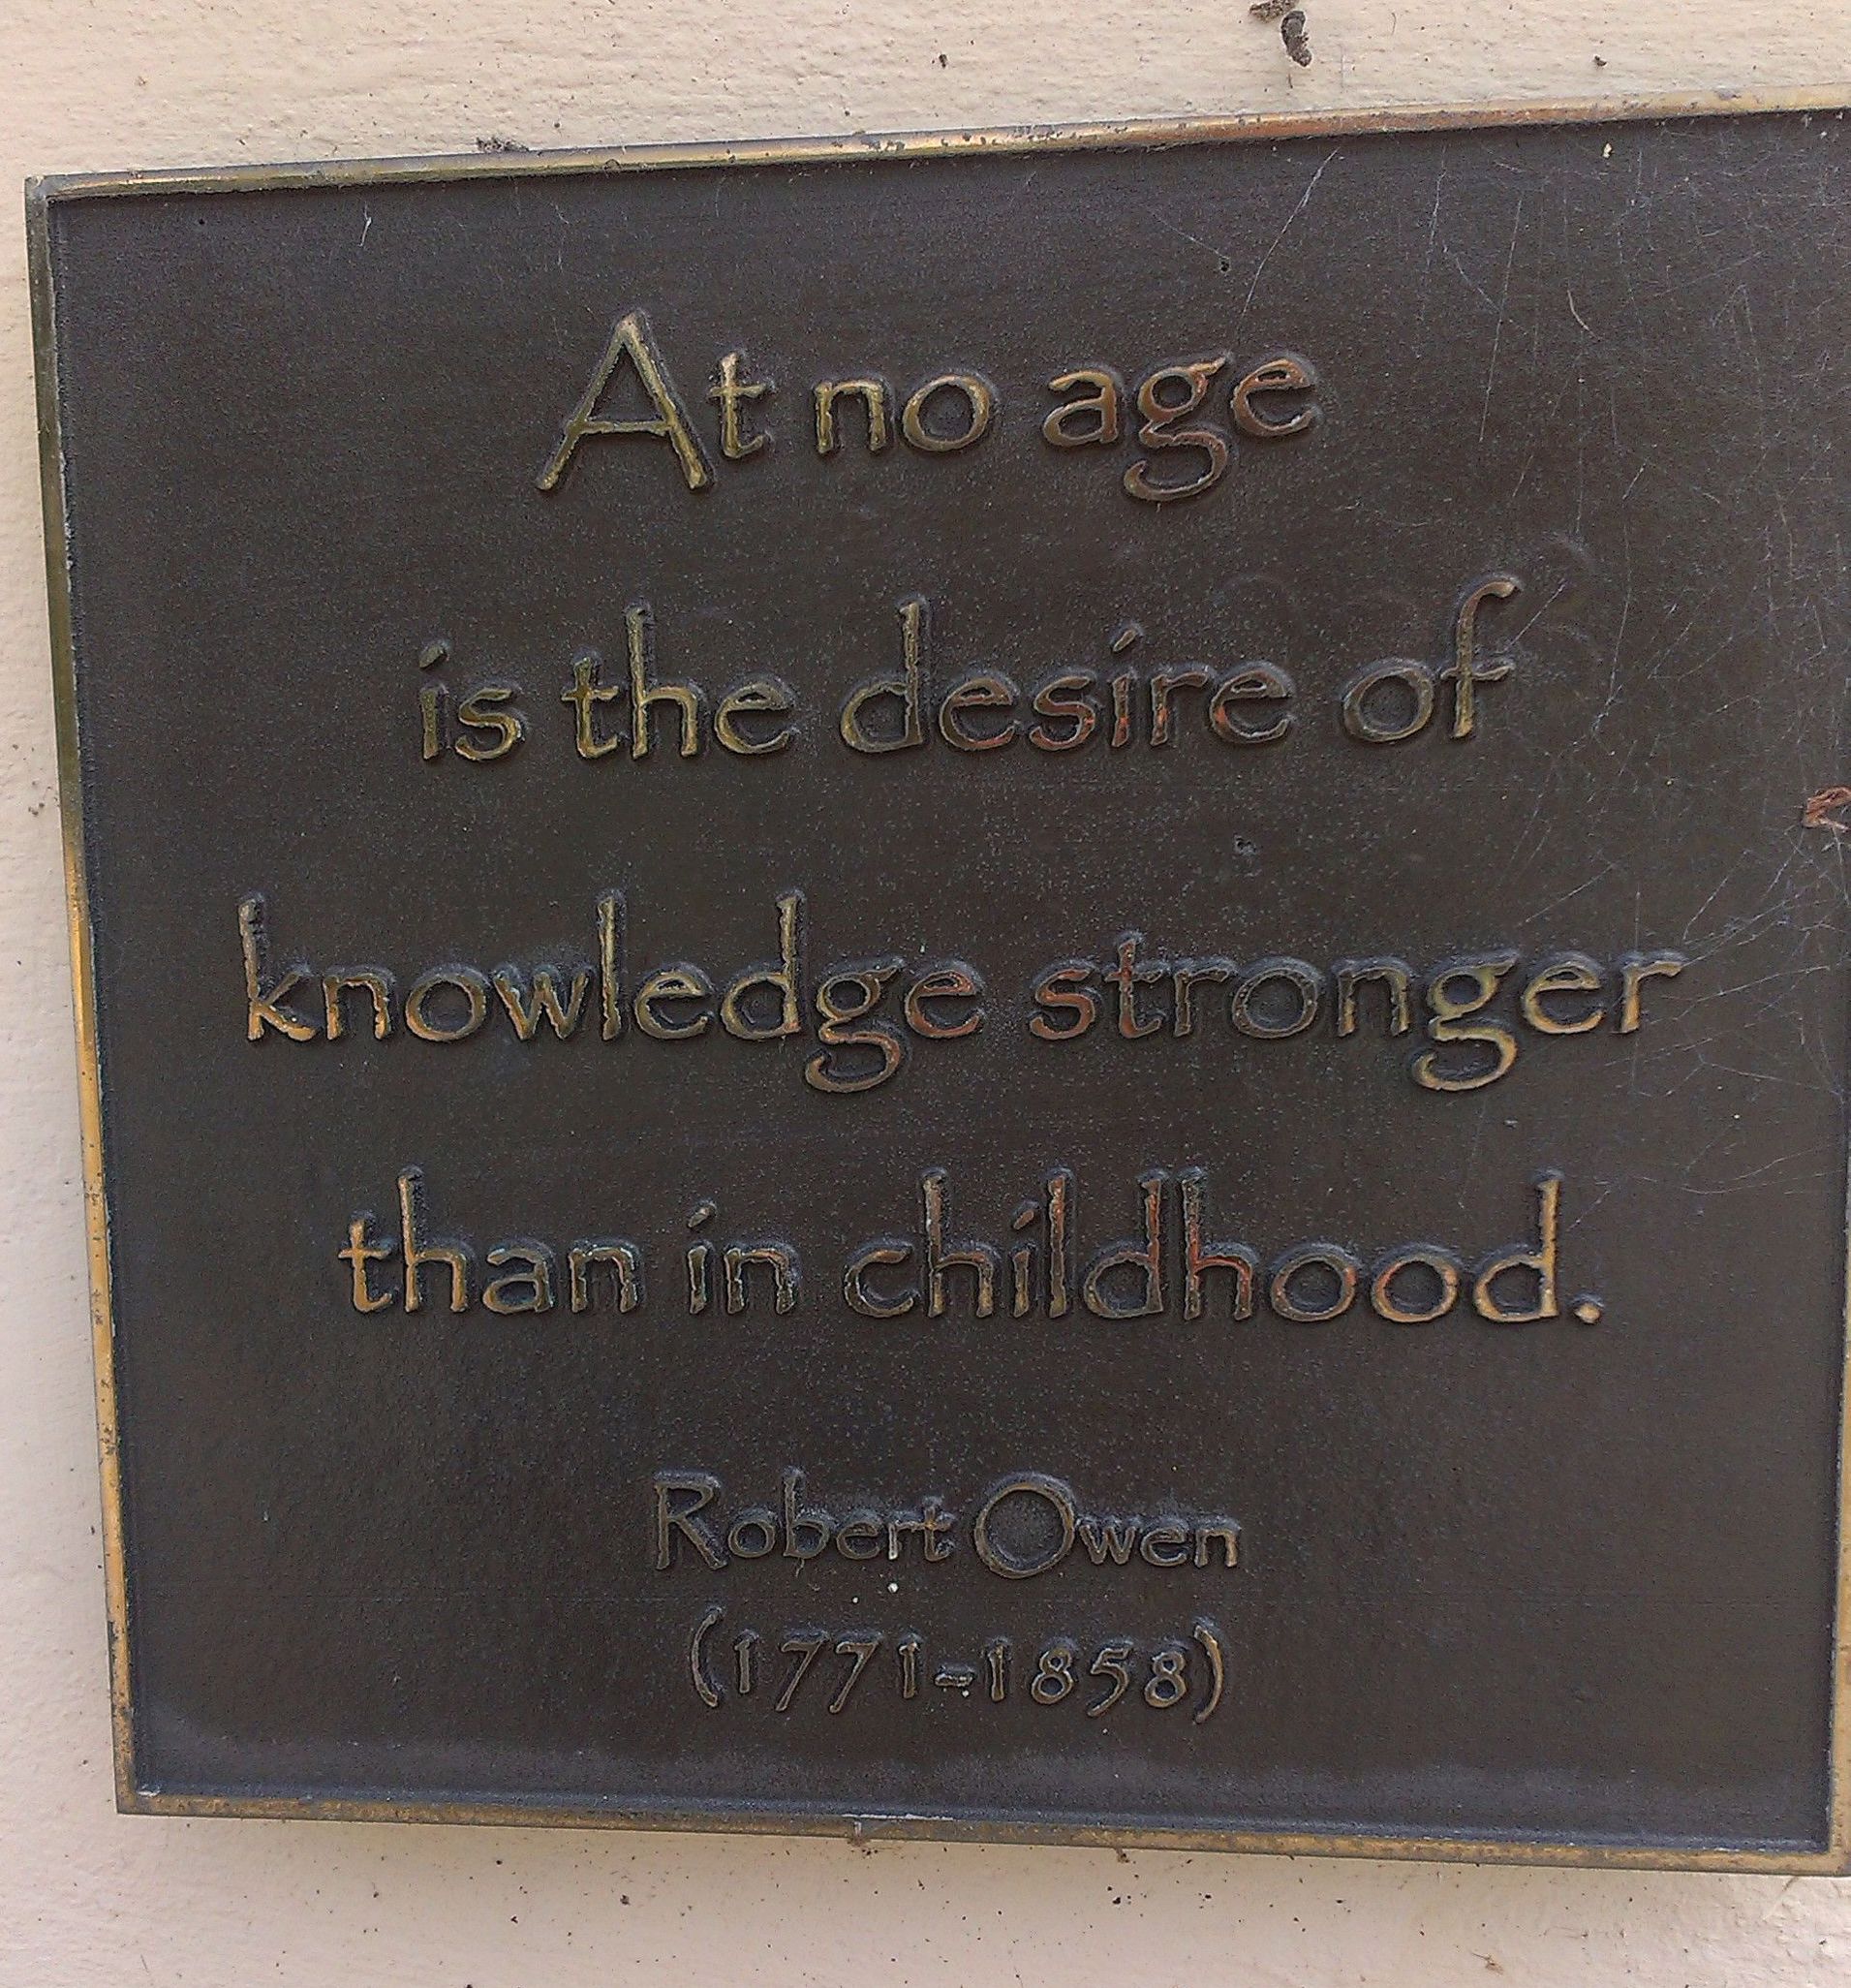 At no age
is the desire of
knowledge stronger
than in childhood.
Robert Owen
(1771-1858)